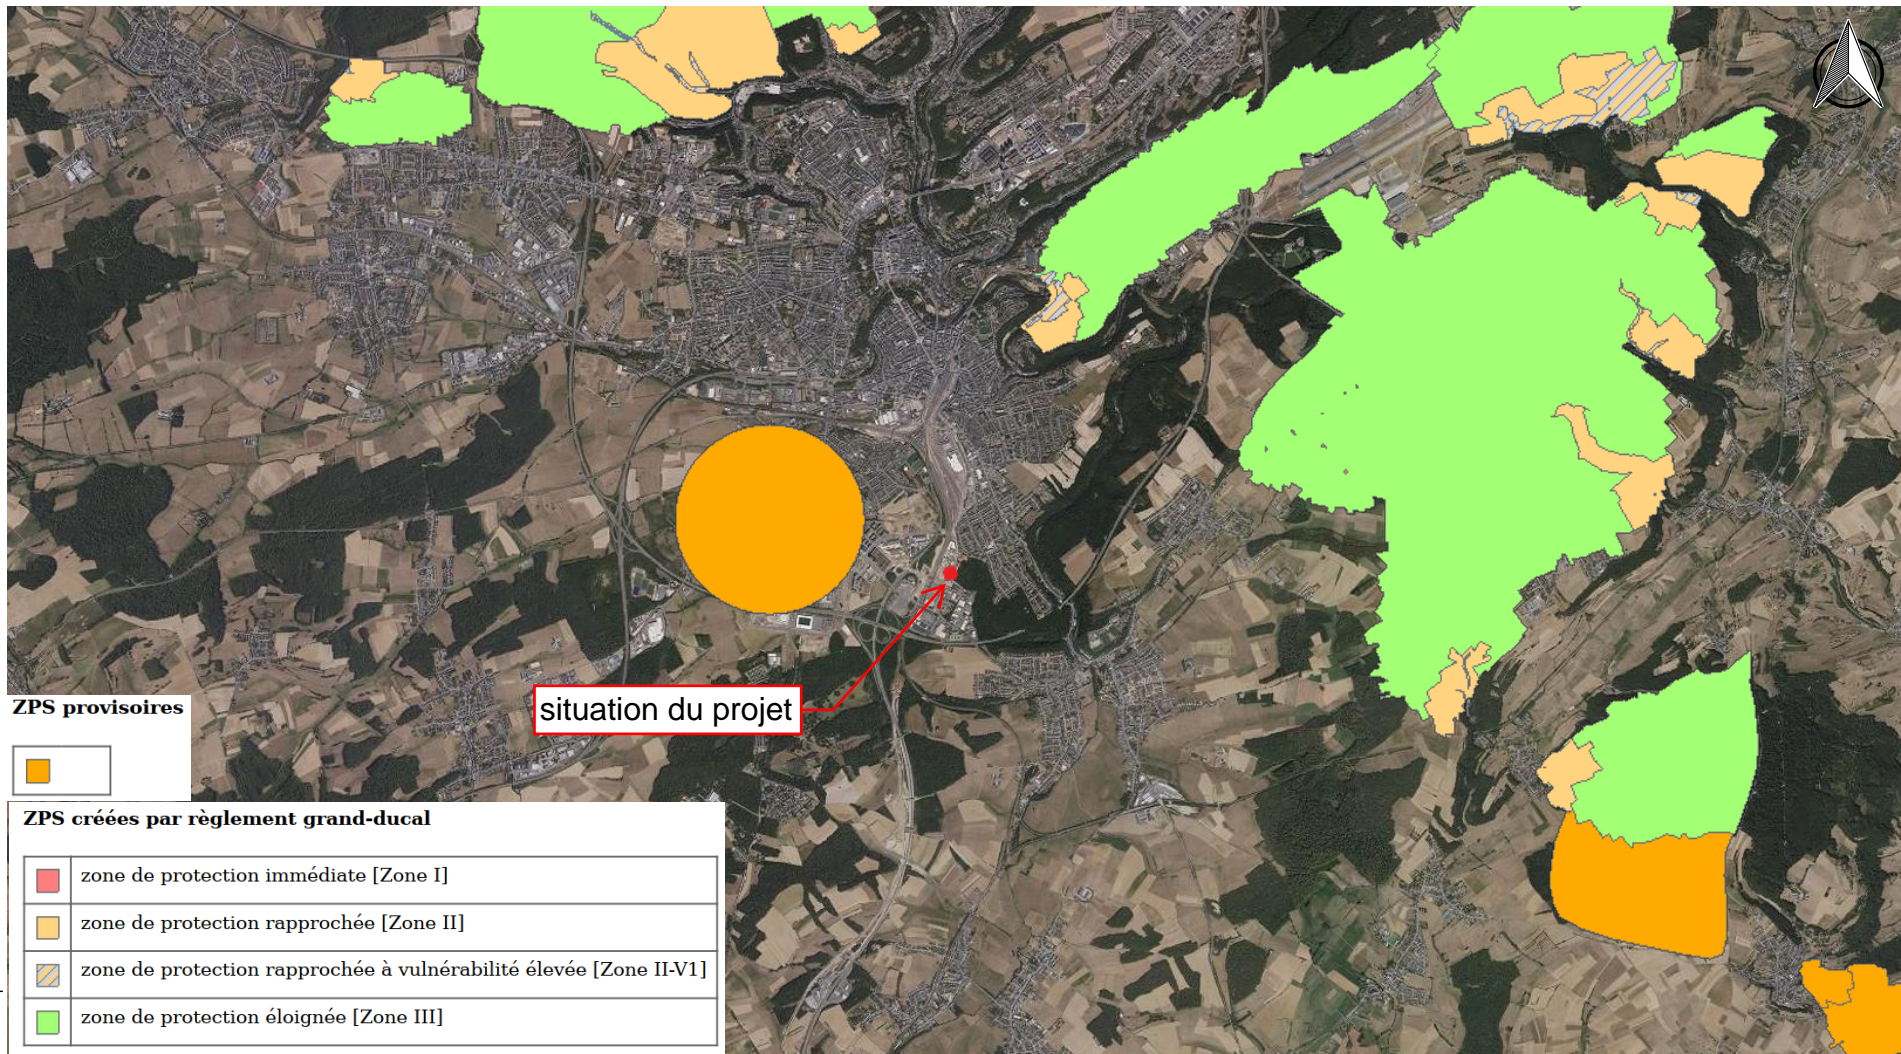 situation du projet
ZPS provisoires
ZPS créées par règlement grand-ducal
zone de protection immédiate [Zone I]
zone de protection rapprochée [Zone II]
zone de protection rapprochée à vulnérabilité élevée [Zone II-V1]
zone de protection éloignée [Zone III]